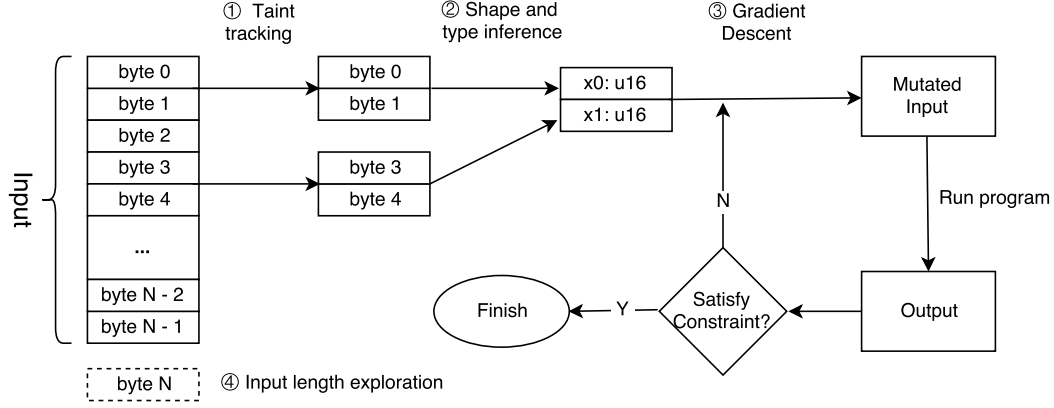 ① Taint
tracking
② Shape and
type inference
③ Gradient
Descent
Input
byte 0
byte 1
byte 2
byte 3
byte 4
...
byte N - 2
byte N - 1
byte N
④ Input length exploration
byte 0
byte 1
byte 3
byte 4
x0: u16
x1: u16
Mutated
Input
Run program
Output
Satisfy
Constraint?
N
Y
Finish